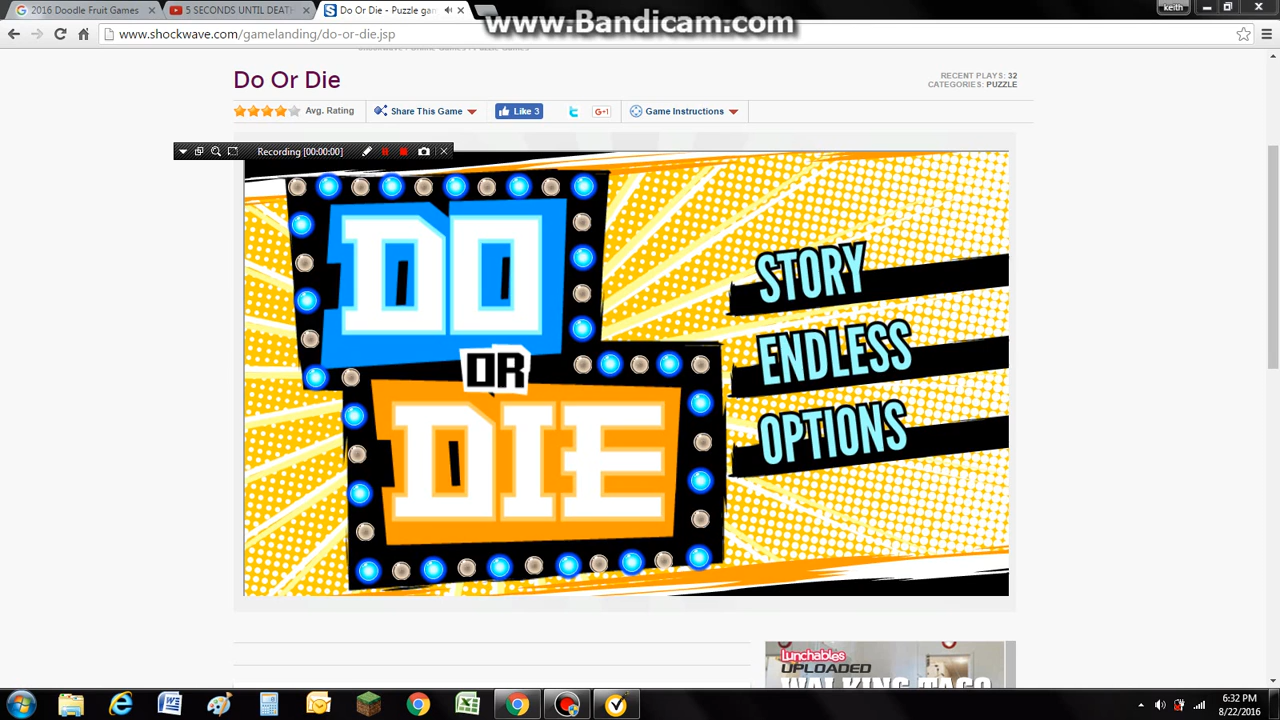 2016 Doodle Fruit Games
5 SECONDS UNTIL DEATH
Do Or Die - Puzzle gam
www.Bandicam.com
keith
www.shockwave.com/gamelanding/do-or-die.jsp
Do Or Die
RECENT PLAYS: 32
CATEGORIES: PUZZLE
Avg. Rating
Share This Game
Like 3
G+1
Game Instructions
Recording [00:00:00]
DO
OR
DIE
STORY
ENDLESS
OPTIONS
Lunchables
UPLOADED
WALKING TACO
6:32 PM
8/22/2016